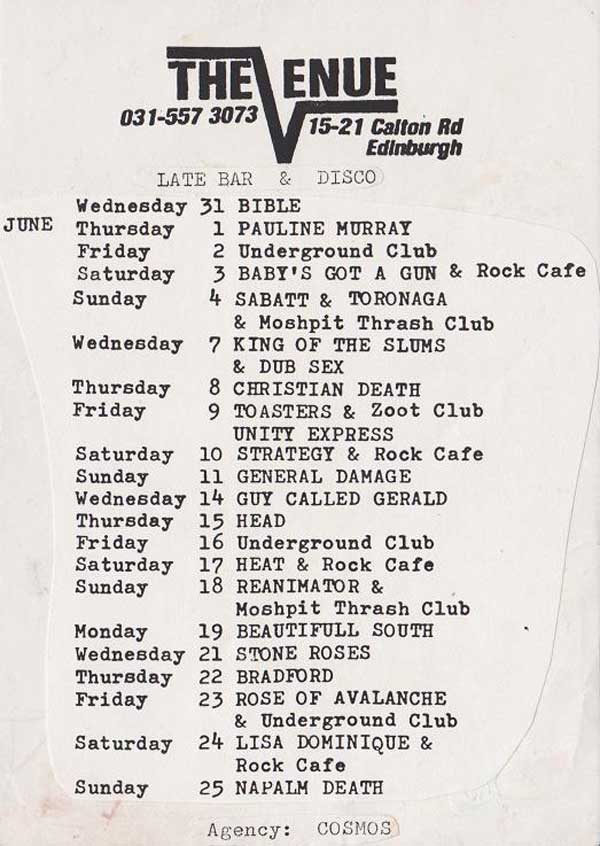 THE VENUE
031-557 3073
15-21 Calton Rd
Edinburgh
LATE BAR & DISCO
Wednesday 31 BIBLE
JUNE Thursday 1 PAULINE MURRAY
Friday 2 Underground Club
Saturday 3 BABY'S GOT A GUN & Rock Cafe
Sunday 4 SABATT & TORONAGA
& Moshpit Thrash Club
Wednesday 7 KING OF THE SLUMS
& DUB SEX
Thursday 8 CHRISTIAN DEATH
Friday 9 TOASTERS & Zoot Club
UNITY EXPRESS
Saturday 10 STRATEGY & Rock Cafe
Sunday 11 GENERAL DAMAGE
Wednesday 14 GUY CALLED GERALD
Thursday 15 HEAD
Friday 16 Underground Club
Saturday 17 HEAT & Rock Cafe
Sunday 18 REANIMATOR &
Moshpit Thrash Club
Monday 19 BEAUTIFULL SOUTH
Wednesday 21 STONE ROSES
Thursday 22 BRADFORD
Friday 23 ROSE OF AVALANCHE
& Underground Club
Saturday 24 LISA DOMINIQUE &
Rock Cafe
Sunday 25 NAPALM DEATH
Agency: COSMOS